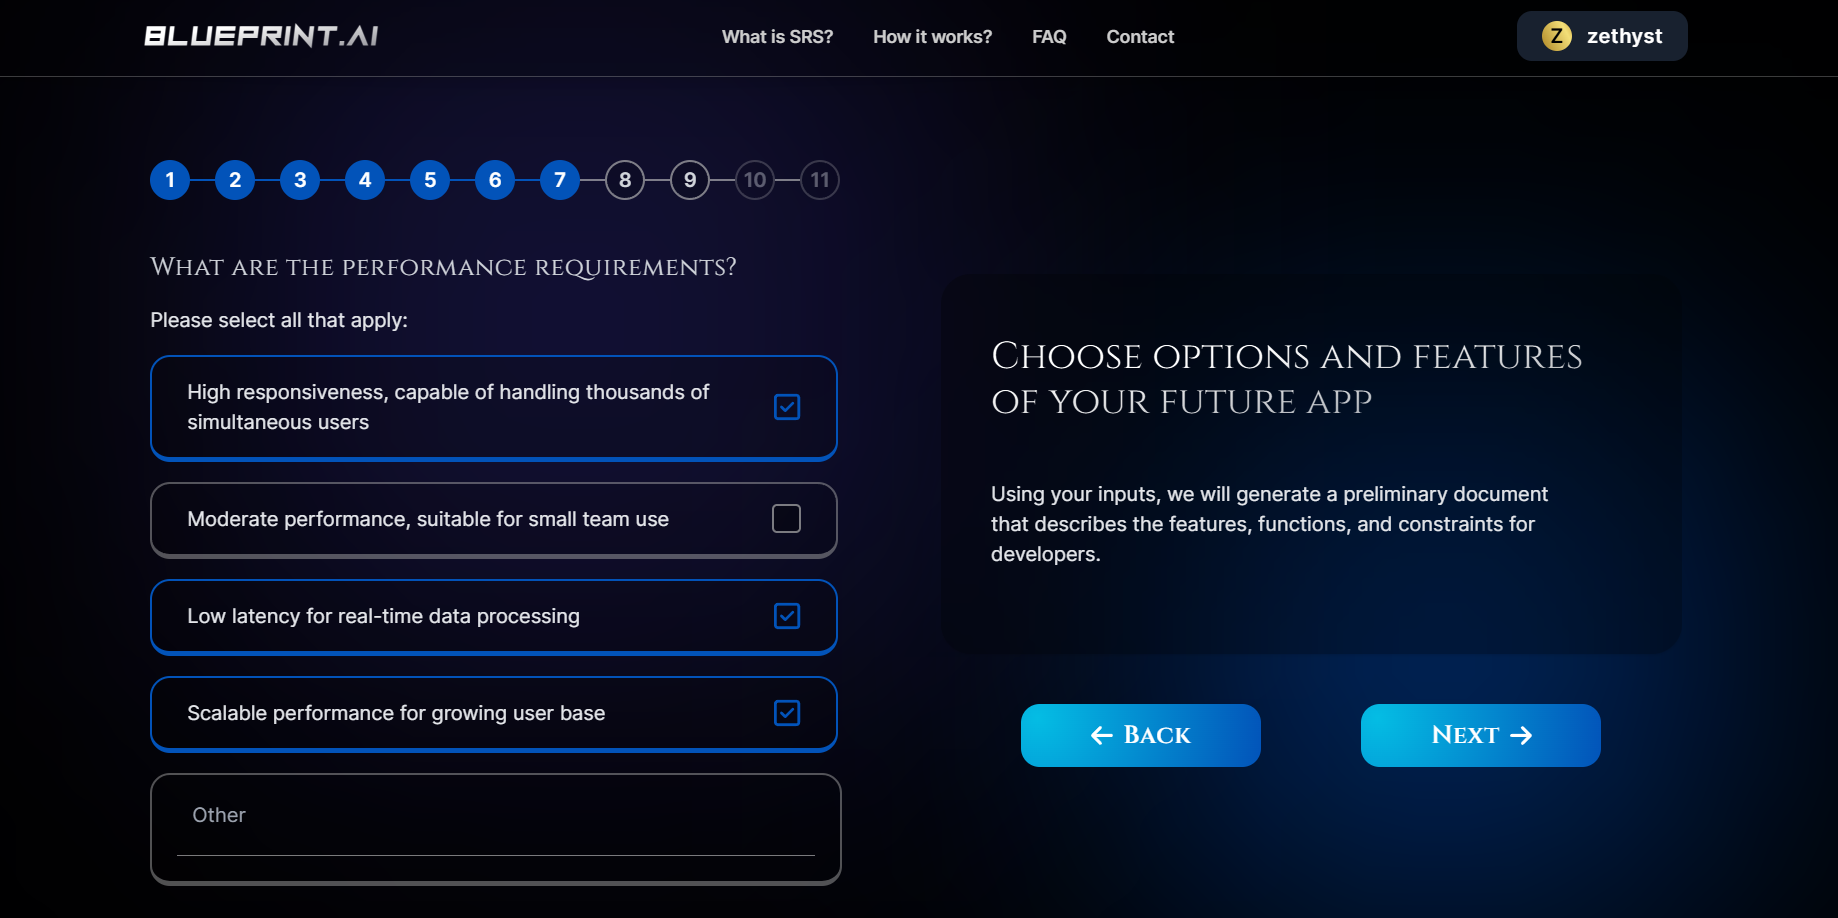 BLUEPRINT.AI
What is SRS?
How it works?
FAQ
Contact
Z zethyst
1 2 3 4 5 6 7 8 9 10 11
What are the performance requirements?
Please select all that apply:
High responsiveness, capable of handling thousands of
simultaneous users
Moderate performance, suitable for small team use
Low latency for real-time data processing
Scalable performance for growing user base
Other
Choose options and features
of your future app
Using your inputs, we will generate a preliminary document
that describes the features, functions, and constraints for
developers.
← Back
Next →